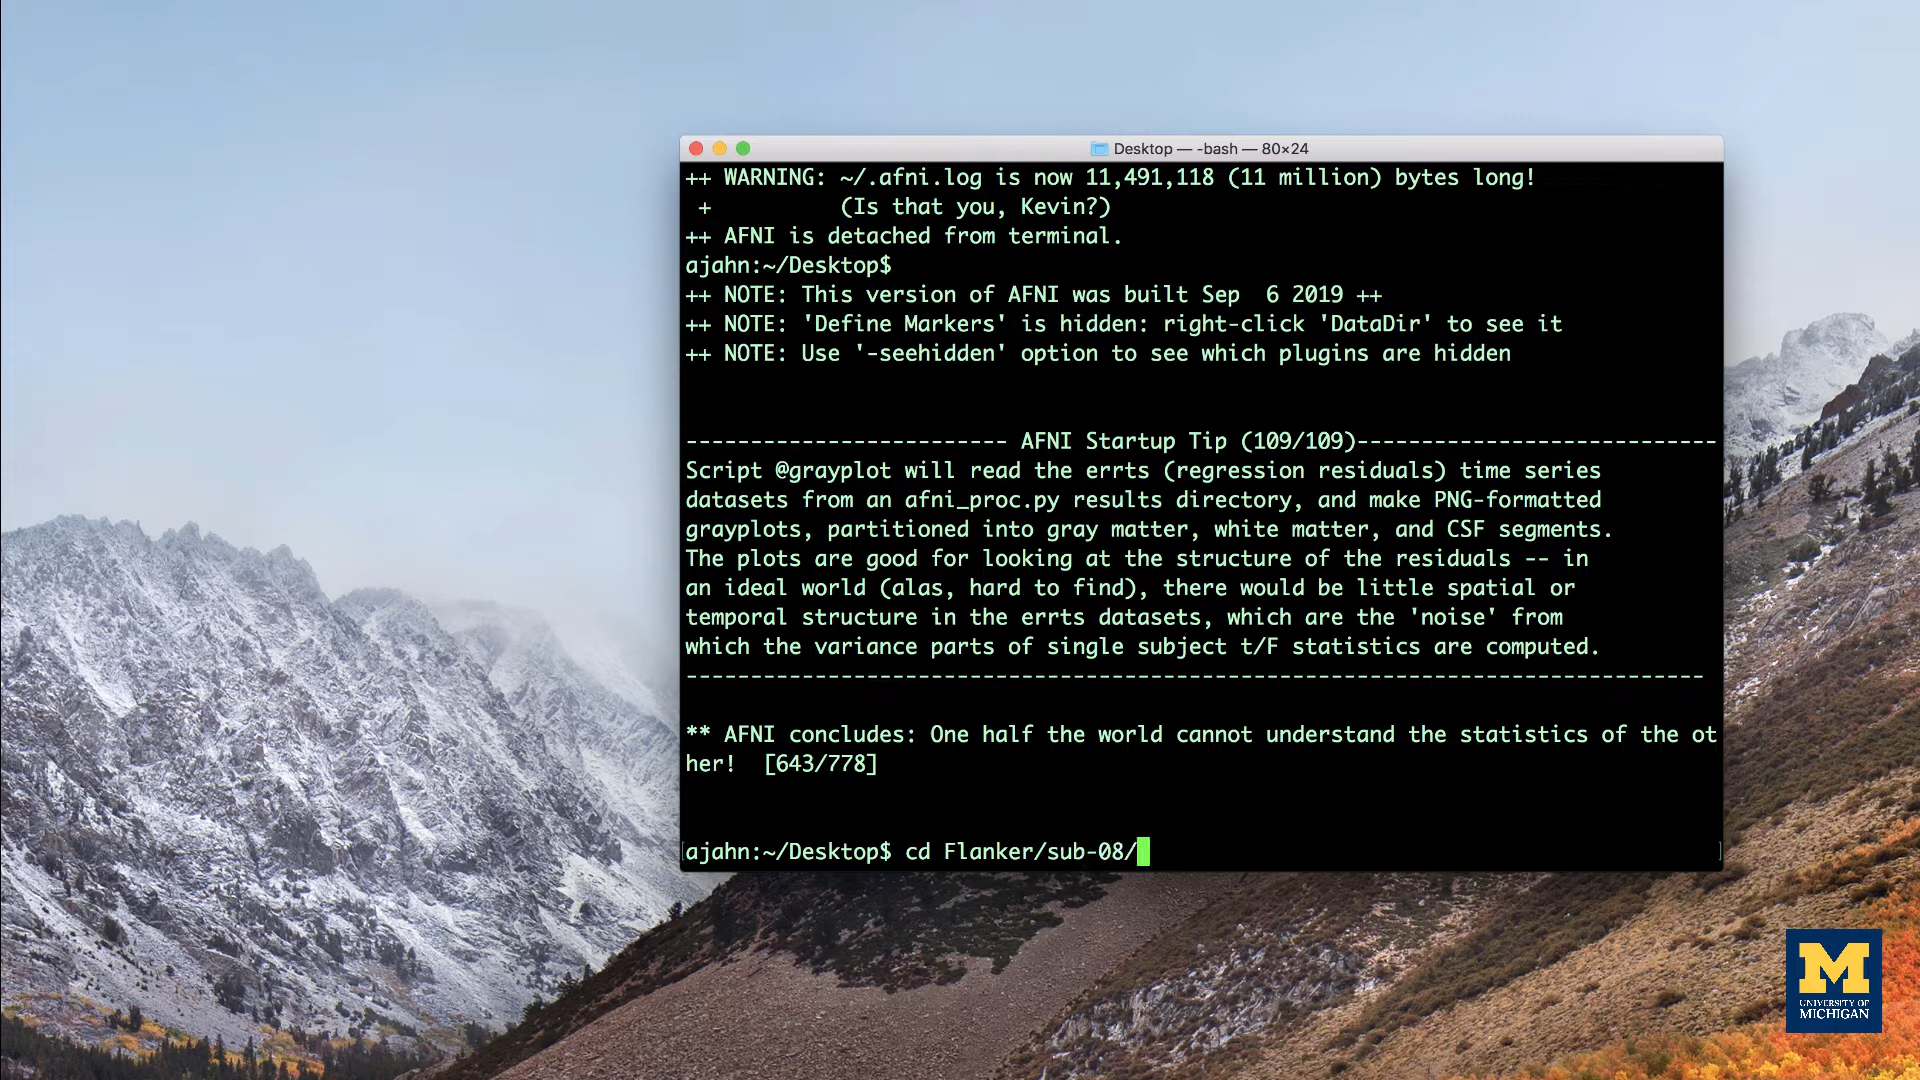 Desktop — -bash — 80×24
++ WARNING: ~/.afni.log is now 11,491,118 (11 million) bytes long!
+ (Is that you, Kevin?)
++ AFNI is detached from terminal.
ajahn:~/Desktop$
++ NOTE: This version of AFNI was built Sep  6 2019 ++
++ NOTE: 'Define Markers' is hidden: right-click 'DataDir' to see it
++ NOTE: Use '-seehidden' option to see which plugins are hidden
------------------------- AFNI Startup Tip (109/109)----------------------------
Script @grayplot will read the errts (regression residuals) time series
datasets from an afni_proc.py results directory, and make PNG-formatted
grayplots, partitioned into gray matter, white matter, and CSF segments.
The plots are good for looking at the structure of the residuals -- in
an ideal world (alas, hard to find), there would be little spatial or
temporal structure in the errts datasets, which are the 'noise' from
which the variance parts of single subject t/F statistics are computed.
-------------------------------------------------------------------------------
** AFNI concludes: One half the world cannot understand the statistics of the ot
her!  [643/778]
ajahn:~/Desktop$ cd Flanker/sub-08/
M
UNIVERSITY OF
MICHIGAN